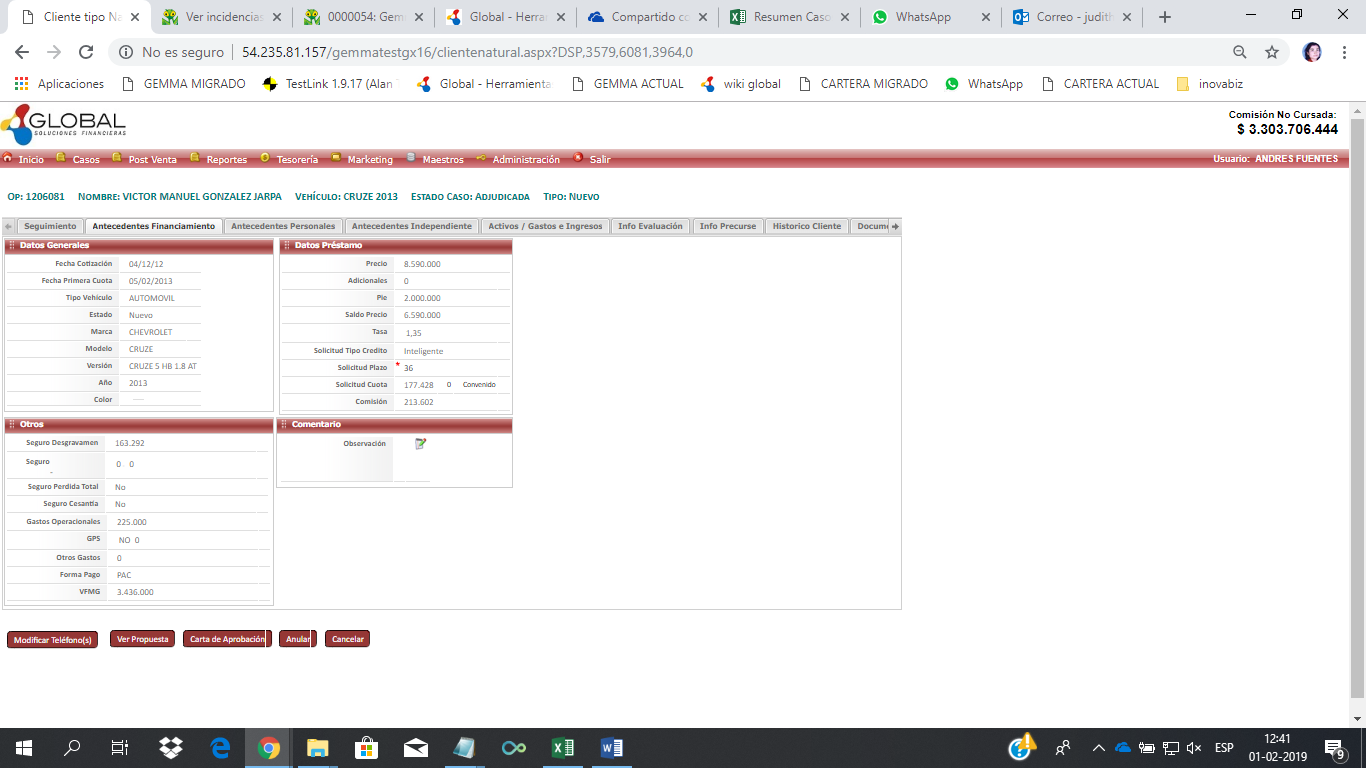 Cliente tipo Na
Ver incidencias
0000054: Gem
Global - Herra
Compartido co
Resumen Caso
WhatsApp
Correo - judith
No es seguro
54.235.81.157/gemmatestgx16/clientenatural.aspx?DSP,3579,6081,3964,0
Aplicaciones
GEMMA MIGRADO
TestLink 1.9.17 (Alan
Global - Herramienta
GEMMA ACTUAL
wiki global
CARTERA MIGRADO
WhatsApp
CARTERA ACTUAL
inovabiz
GLOBAL
SOLUCIONES FINANCIERAS
Comisión No Cursada:
$ 3.303.706.444
Inicio
Casos
Post Venta
Reportes
Tesorería
Marketing
Maestros
Administración
Salir
Usuario: ANDRES FUENTES
Op: 1206081 Nombre: VICTOR MANUEL GONZALEZ JARPA Vehículo: CRUZE 2013 Estado Caso: Adjudicada Tipo: Nuevo
Seguimiento
Antecedentes Financiamiento
Antecedentes Personales
Antecedentes Independiente
Activos / Gastos e Ingresos
Info Evaluación
Info Precurse
Historico Cliente
Docum
Datos Generales
Fecha Cotización 04/12/12
Fecha Primera Cuota 05/02/2013
Tipo Vehículo AUTOMOVIL
Estado Nuevo
Marca CHEVROLET
Modelo CRUZE
Versión CRUZE 5 HB 1.8 AT
Año 2013
Color ----
Datos Préstamo
Precio 8.590.000
Adicionales 0
Pie 2.000.000
Saldo Precio 6.590.000
Tasa 1,35
Solicitud Tipo Credito Inteligente
Solicitud Plazo * 36
Solicitud Cuota 177.428 0 Convenido
Comisión 213.602
Otros
Seguro Desgravamen 163.292
Seguro 0 0
-
Seguro Perdida Total No
Seguro Cesantía No
Gastos Operacionales 225.000
GPS NO 0
Otros Gastos 0
Forma Pago PAC
VFMG 3.436.000
Comentario
Observación
Modificar Teléfono(s)
Ver Propuesta
Carta de Aprobación
Anular
Cancelar
ESP
12:41
01-02-2019
9